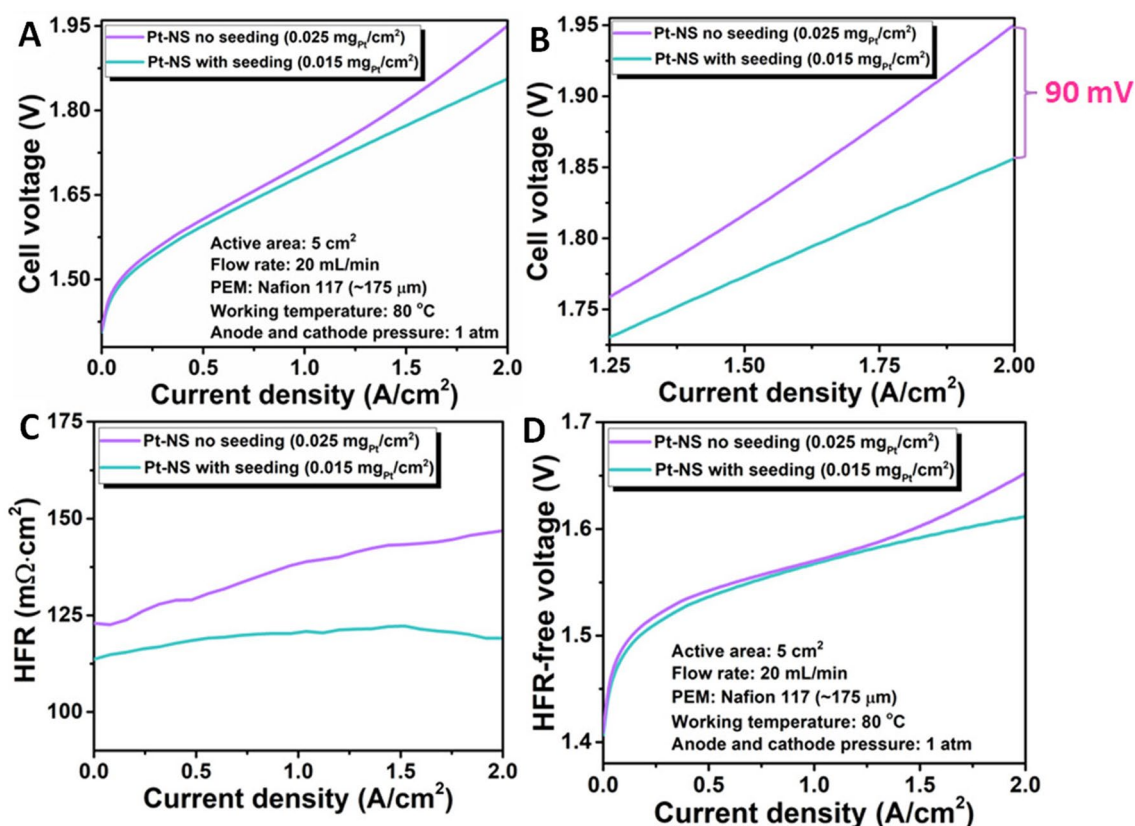 A
Pt-NS no seeding (0.025 mgPt/cm²)
Pt-NS with seeding (0.015 mgPt/cm²)
1.95
1.80
1.65
1.50
Cell voltage (V)
Active area: 5 cm²
Flow rate: 20 mL/min
PEM: Nafion 117 (~175 μm)
Working temperature: 80 °C
Anode and cathode pressure: 1 atm
0.0 0.5 1.0 1.5 2.0
Current density (A/cm²)
B
Pt-NS no seeding (0.025 mgPt/cm²)
Pt-NS with seeding (0.015 mgPt/cm²)
1.95
1.90
1.85
1.80
1.75
Cell voltage (V)
90 mV
1.25 1.50 1.75 2.00
Current density (A/cm²)
C
Pt-NS no seeding (0.025 mgPt/cm²)
Pt-NS with seeding (0.015 mgPt/cm²)
175
150
125
100
HFR (mΩ·cm²)
0.0 0.5 1.0 1.5 2.0
Current density (A/cm²)
D
Pt-NS no seeding (0.025 mgPt/cm²)
Pt-NS with seeding (0.015 mgPt/cm²)
1.7
1.6
1.5
1.4
HFR-free voltage (V)
Active area: 5 cm²
Flow rate: 20 mL/min
PEM: Nafion 117 (~175 μm)
Working temperature: 80 °C
Anode and cathode pressure: 1 atm
0.0 0.5 1.0 1.5 2.0
Current density (A/cm²)